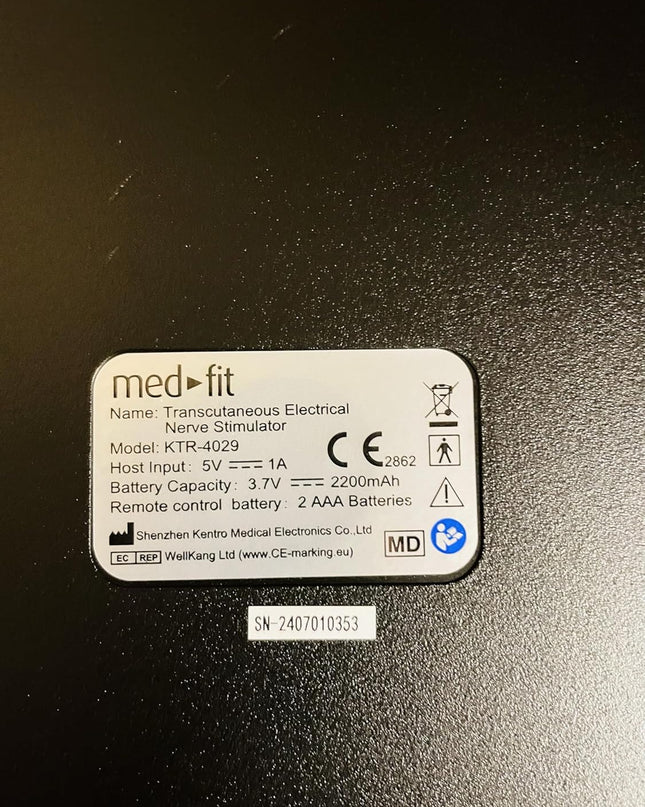 med▸fit
Name: Transcutaneous Electrical
Nerve Stimulator
Model: KTR-4029
Host Input: 5V ⎓ 1A
CE 2862
Battery Capacity: 3.7V ⎓ 2200mAh
Remote control battery: 2 AAA Batteries
Shenzhen Kentro Medical Electronics Co.,Ltd
EC REP WellKang Ltd (www.CE-marking.eu)
MD
SN-2407010353